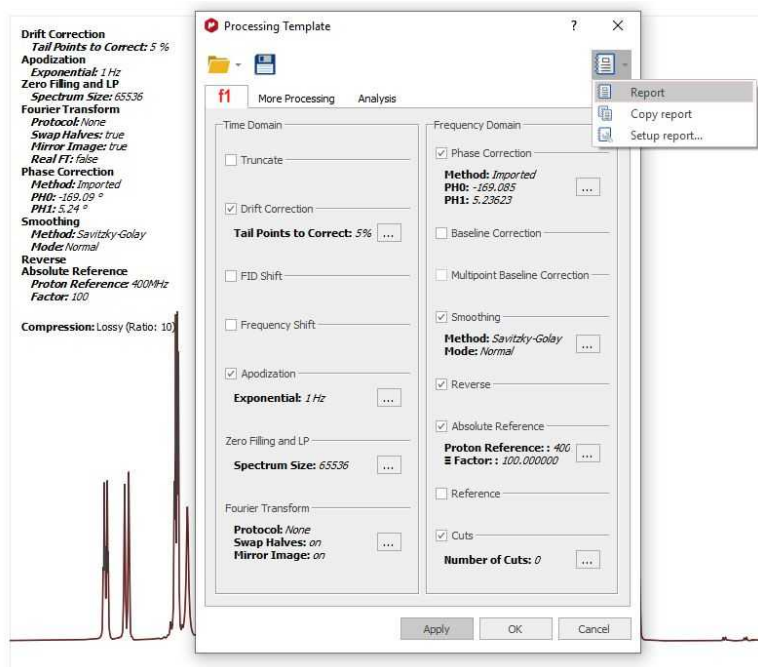 Drift Correction
Tail Points to Correct: 5 %
Apodization
Exponential: 1 Hz
Zero Filling and LP
Spectrum Size: 65536
Fourier Transform
Protocol: None
Swap Halves: true
Mirror Image: true
Real FT: false
Phase Correction
Method: Imported
PH0: -169.09 °
PH1: 5.24 °
Smoothing
Method: Savitzky-Golay
Mode: Normal
Reverse
Absolute Reference
Proton Reference: 400MHz
Factor: 100
Compression: Lossy (Ratio: 10)
Processing Template
? X
Report
Copy report
Setup report...
f1 More Processing Analysis
Time Domain
Truncate
Drift Correction
Tail Points to Correct: 5% ...
FID Shift
Frequency Shift
Apodization
Exponential: 1 Hz ...
Zero Filling and LP
Spectrum Size: 65536 ...
Fourier Transform
Protocol: None
Swap Halves: on ...
Mirror Image: on
Frequency Domain
Phase Correction
Method: Imported
PH0: -169.085 ...
PH1: 5.23623
Baseline Correction
Multipoint Baseline Correction
Smoothing
Method: Savitzky-Golay
Mode: Normal ...
Reverse
Absolute Reference
Proton Reference: : 400
Ξ Factor: : 100.000000 ...
Reference
Cuts
Number of Cuts: 0 ...
Apply OK Cancel